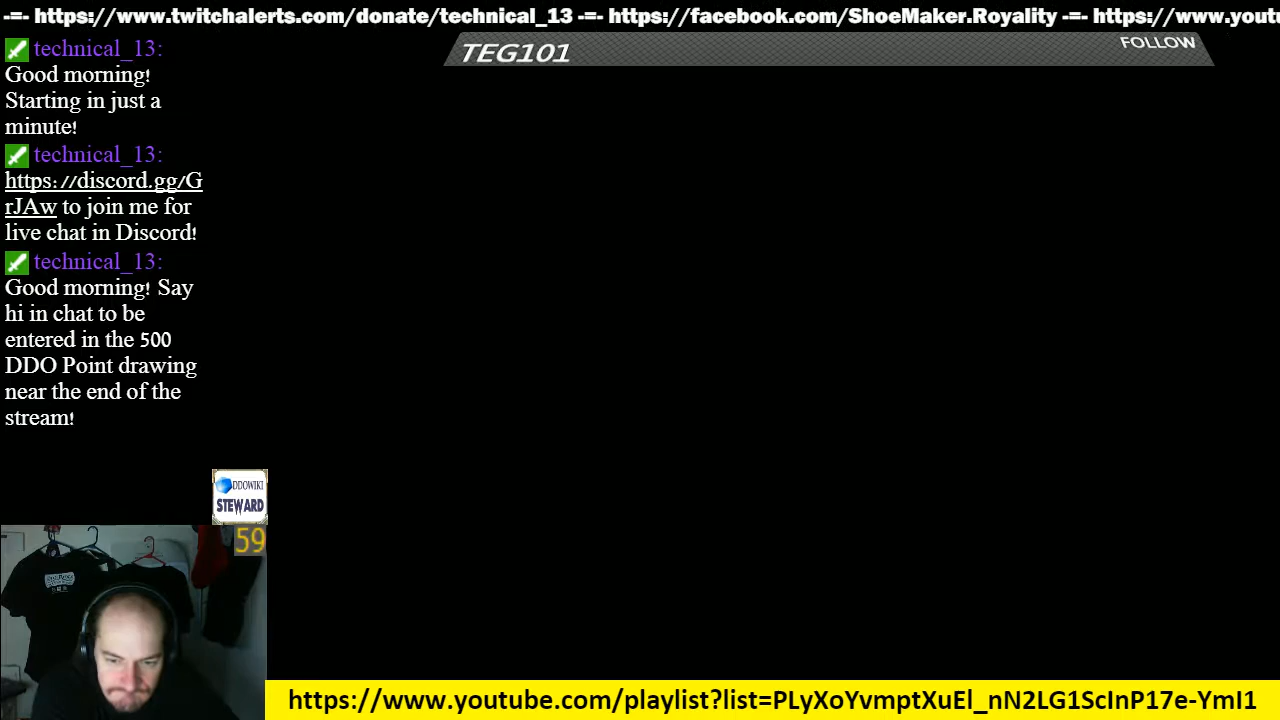 -=- https://www.twitchalerts.com/donate/technical_13 -=- https://facebook.com/ShoeMaker.Royality -=- https://www.yout
TEG101
FOLLOW
technical_13:
Good morning!
Starting in just a
minute!
technical_13:
https://discord.gg/G
rJAw to join me for
live chat in Discord!
technical_13:
Good morning! Say
hi in chat to be
entered in the 500
DDO Point drawing
near the end of the
stream!
DDOWIKI
STEWARD
59
https://www.youtube.com/playlist?list=PLyXoYvmptXuEl_nN2LG1ScInP17e-YmI1